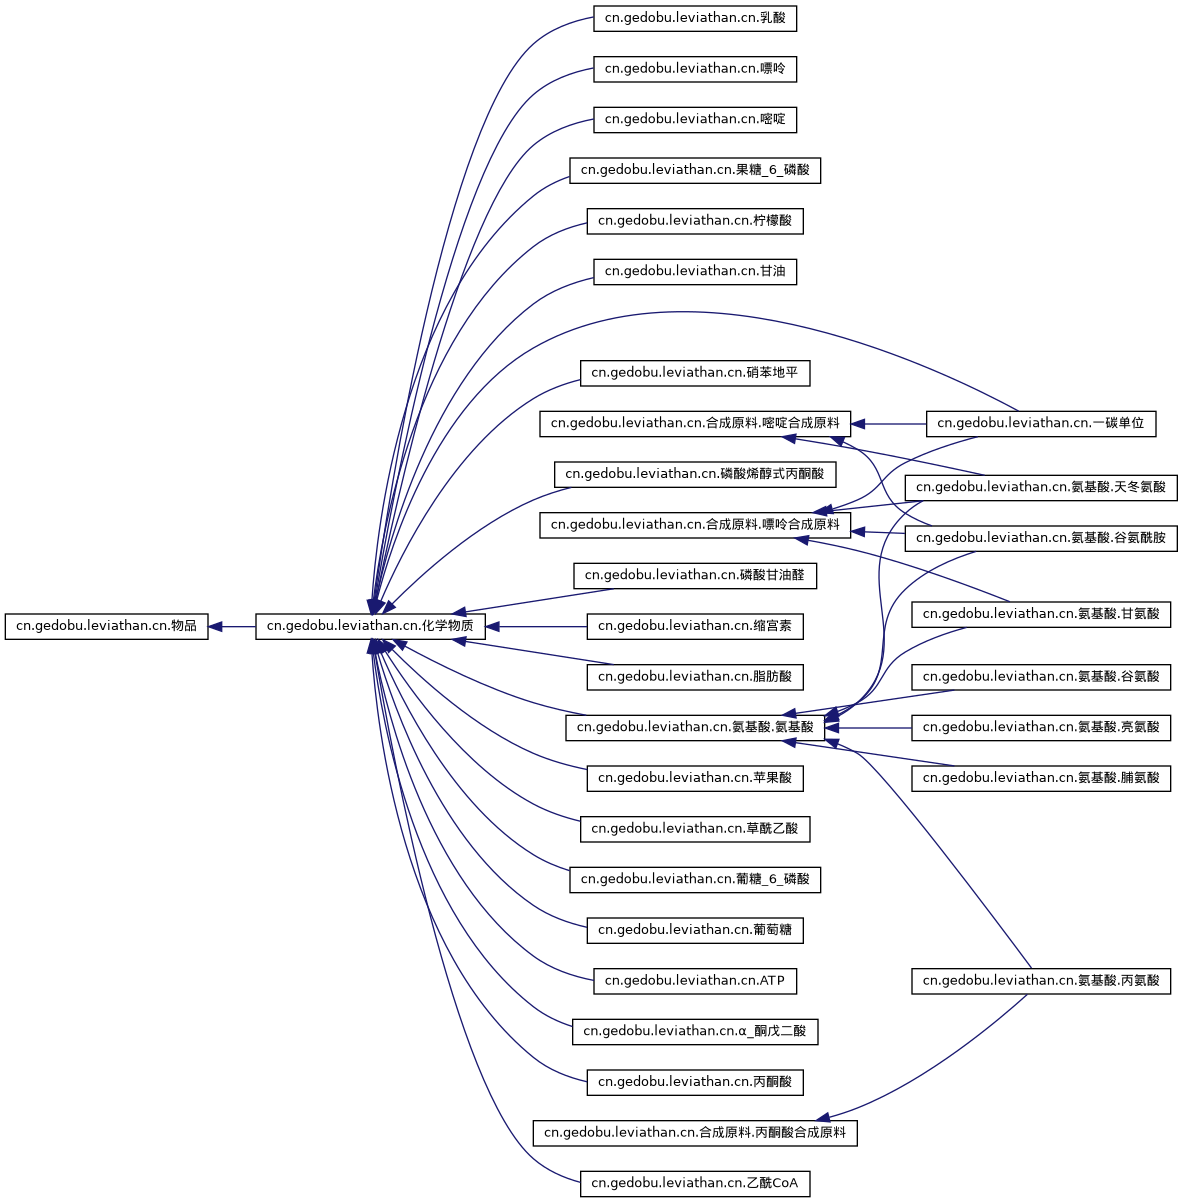 cn.gedobu.leviathan.cn.乳酸
cn.gedobu.leviathan.cn.嘌呤
cn.gedobu.leviathan.cn.嘧啶
cn.gedobu.leviathan.cn.果糖_6_磷酸
cn.gedobu.leviathan.cn.柠檬酸
cn.gedobu.leviathan.cn.甘油
cn.gedobu.leviathan.cn.硝苯地平
cn.gedobu.leviathan.cn.合成原料.嘧啶合成原料
cn.gedobu.leviathan.cn.一碳单位
cn.gedobu.leviathan.cn.磷酸烯醇式丙酮酸
cn.gedobu.leviathan.cn.氨基酸.天冬氨酸
cn.gedobu.leviathan.cn.合成原料.嘌呤合成原料
cn.gedobu.leviathan.cn.氨基酸.谷氨酰胺
cn.gedobu.leviathan.cn.磷酸甘油醛
cn.gedobu.leviathan.cn.氨基酸.甘氨酸
cn.gedobu.leviathan.cn.物品
cn.gedobu.leviathan.cn.化学物质
cn.gedobu.leviathan.cn.缩宫素
cn.gedobu.leviathan.cn.脂肪酸
cn.gedobu.leviathan.cn.氨基酸.谷氨酸
cn.gedobu.leviathan.cn.氨基酸.氨基酸
cn.gedobu.leviathan.cn.氨基酸.亮氨酸
cn.gedobu.leviathan.cn.苹果酸
cn.gedobu.leviathan.cn.氨基酸.脯氨酸
cn.gedobu.leviathan.cn.草酰乙酸
cn.gedobu.leviathan.cn.葡糖_6_磷酸
cn.gedobu.leviathan.cn.葡萄糖
cn.gedobu.leviathan.cn.ATP
cn.gedobu.leviathan.cn.氨基酸.丙氨酸
cn.gedobu.leviathan.cn.α_酮戊二酸
cn.gedobu.leviathan.cn.丙酮酸
cn.gedobu.leviathan.cn.合成原料.丙酮酸合成原料
cn.gedobu.leviathan.cn.乙酰CoA